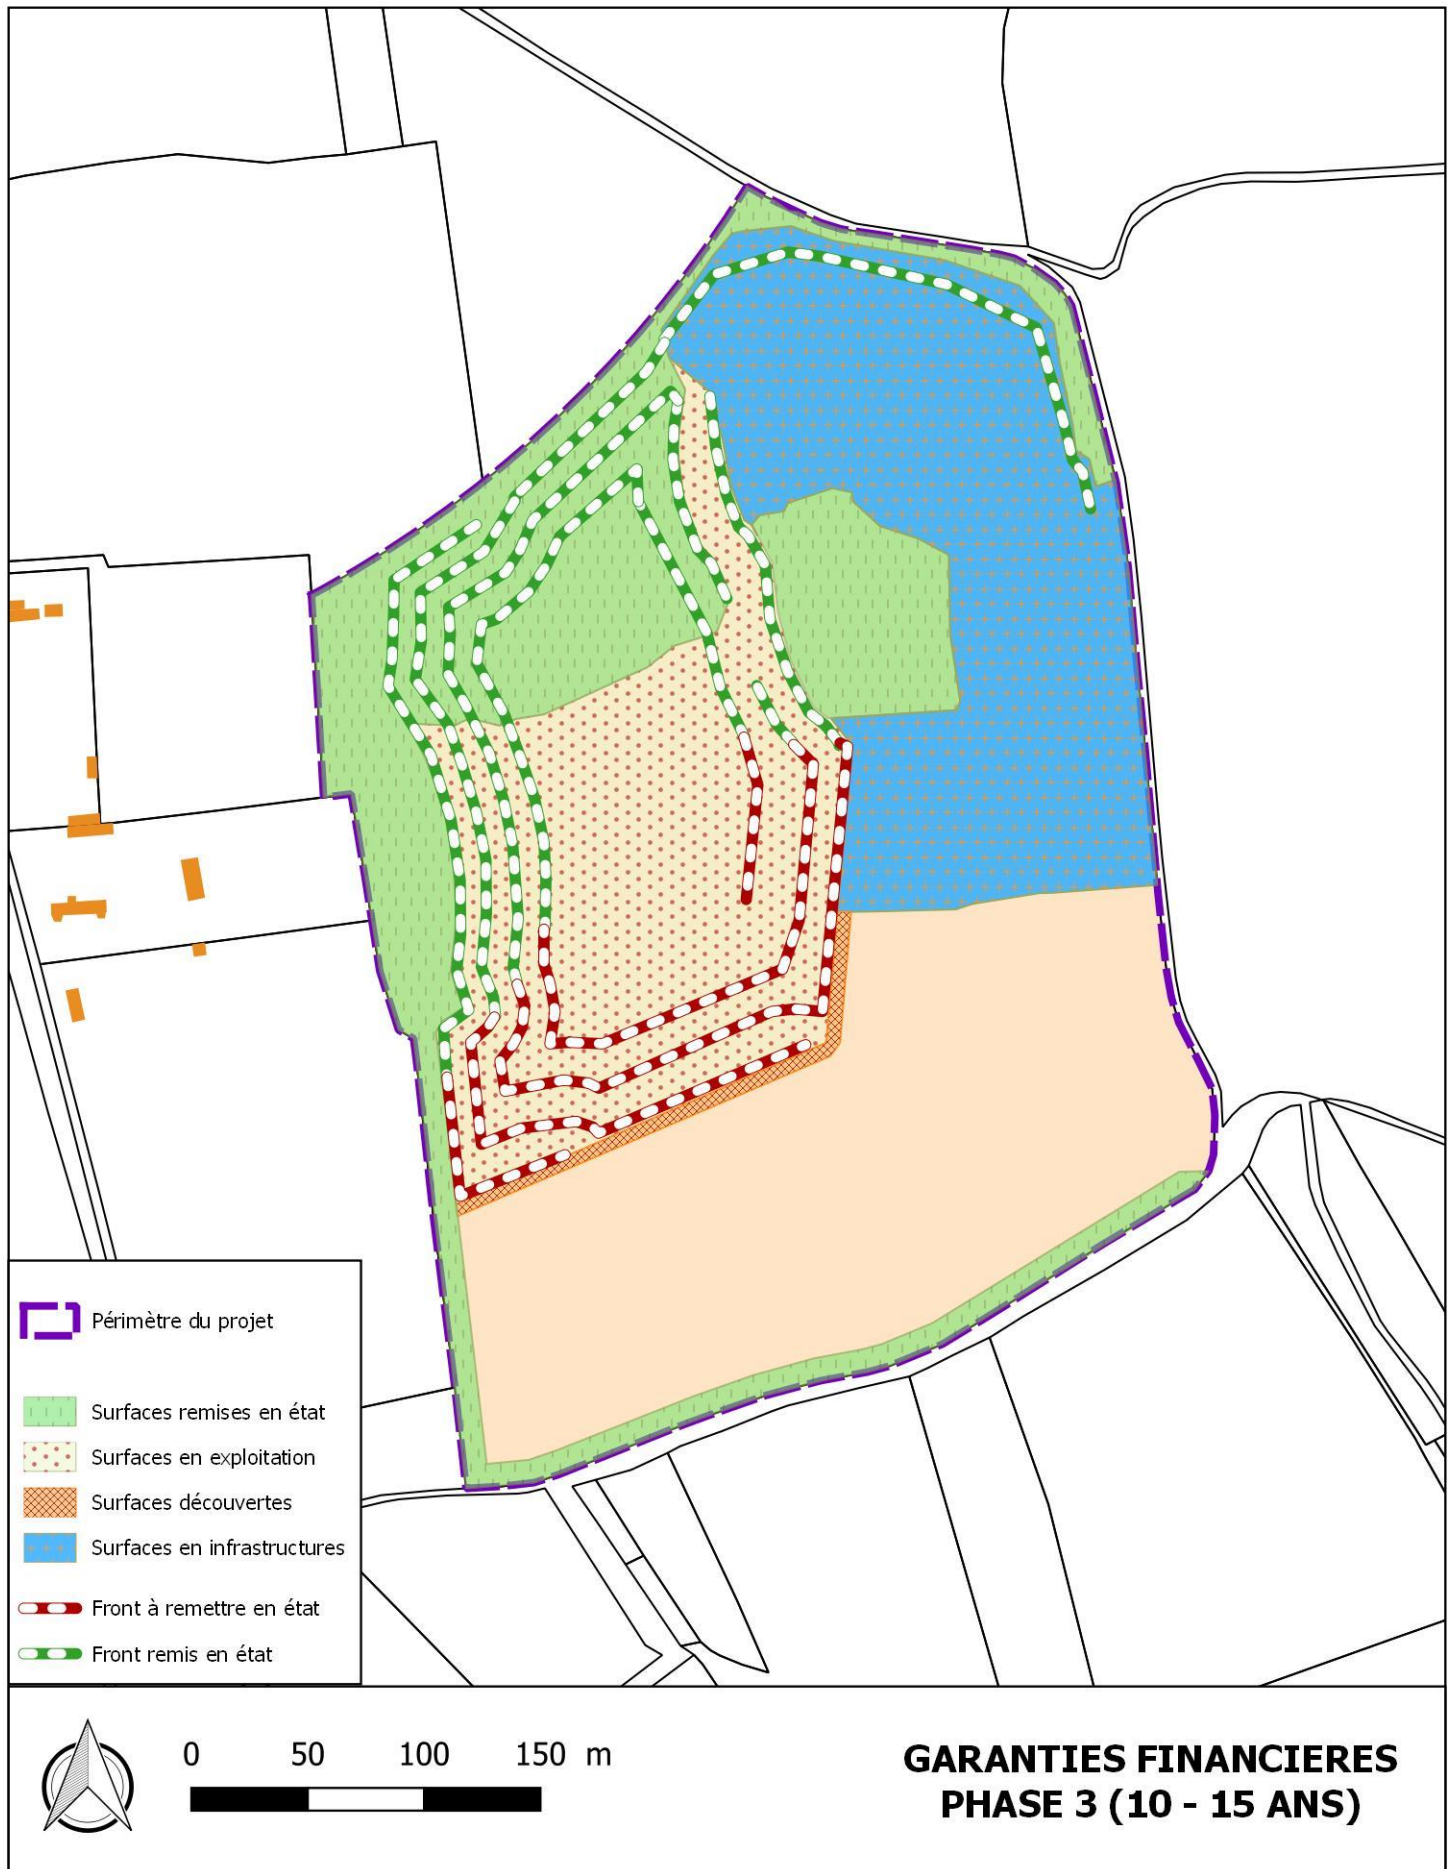 Périmètre du projet
Surfaces remises en état
Surfaces en exploitation
Surfaces découvertes
Surfaces en infrastructures
Front à remettre en état
Front remis en état
0 50 100 150 m
GARANTIES FINANCIERES
PHASE 3 (10 - 15 ANS)